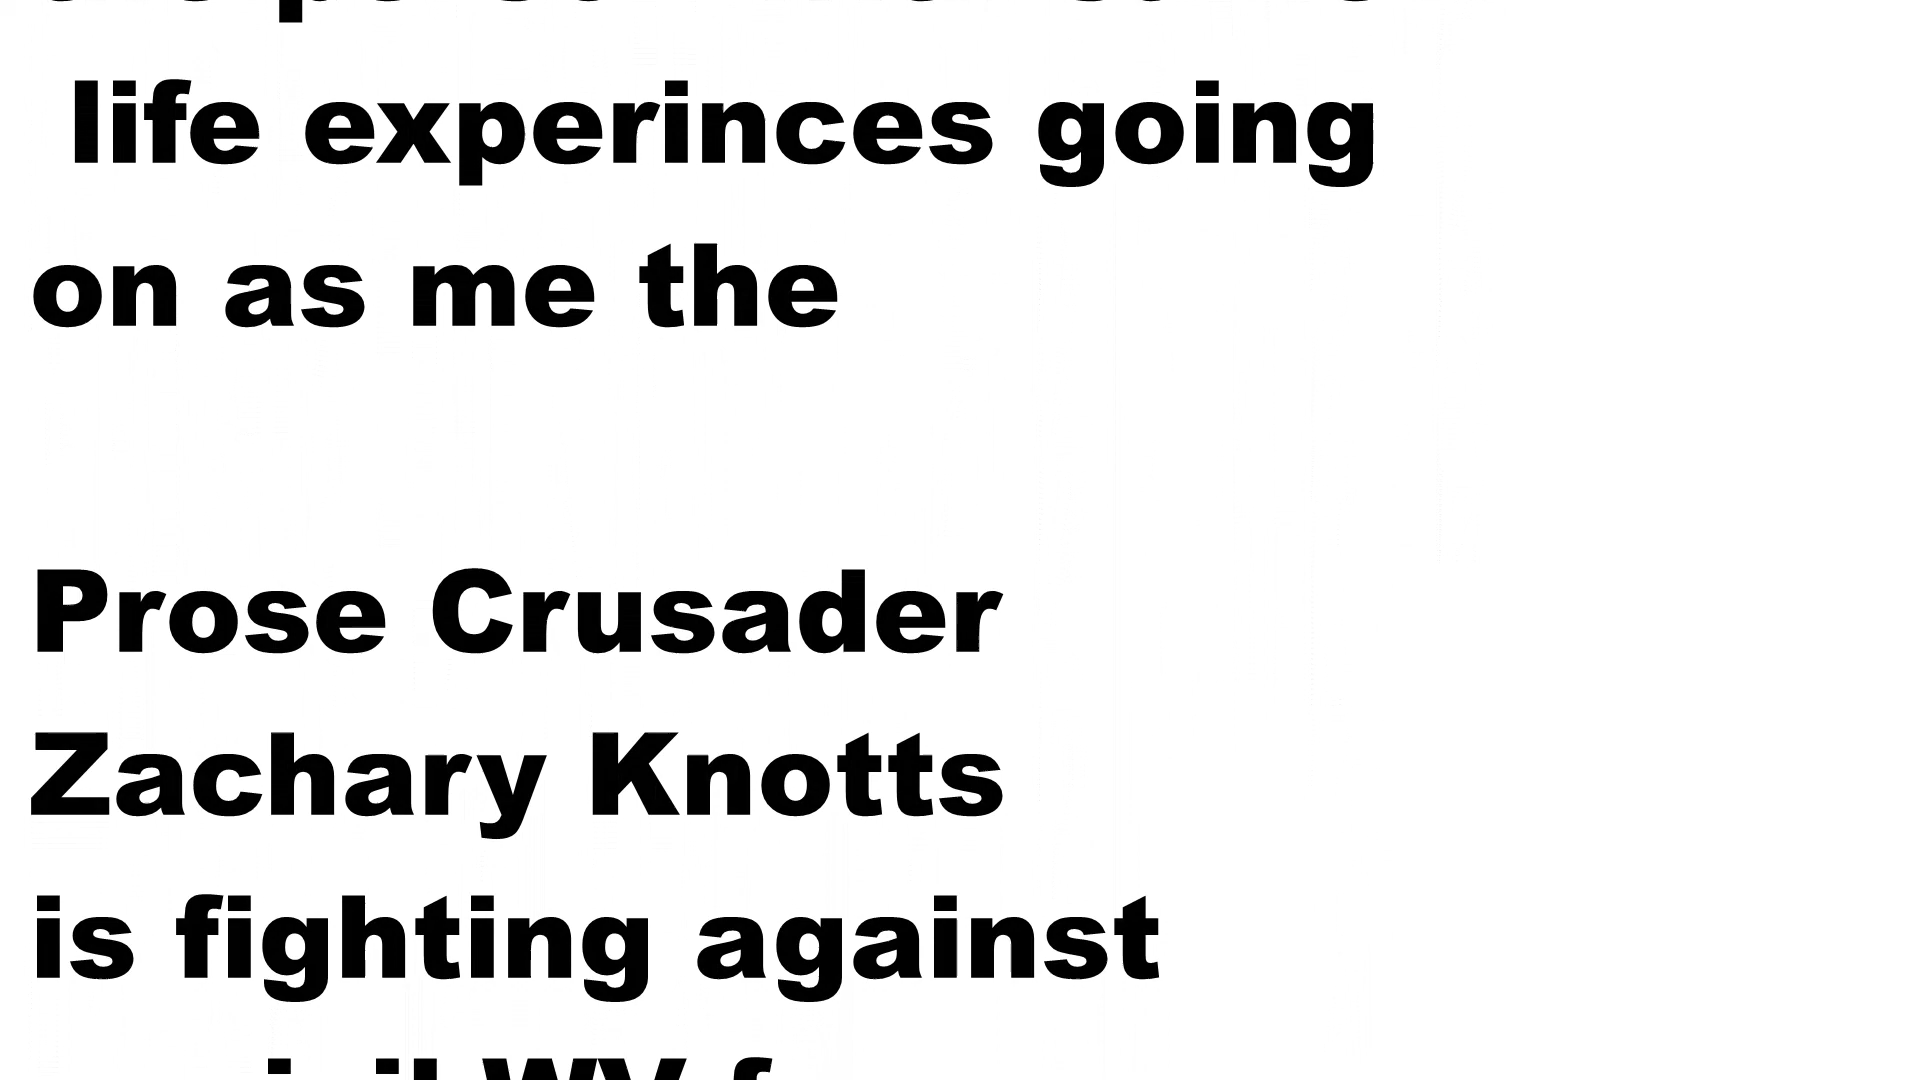 life experinces going
on as me the
Prose Crusader
Zachary Knotts
is fighting against